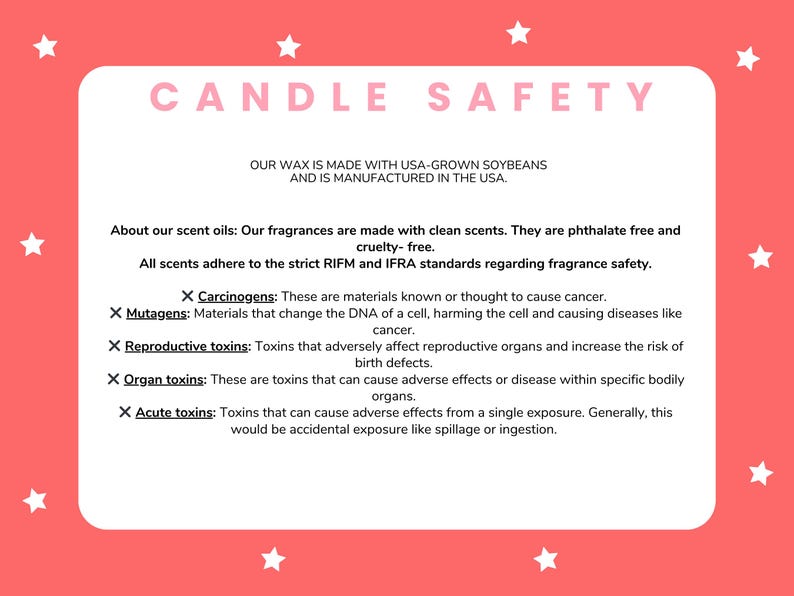 CANDLE SAFETY
OUR WAX IS MADE WITH USA-GROWN SOYBEANS
AND IS MANUFACTURED IN THE USA.
About our scent oils: Our fragrances are made with clean scents. They are phthalate free and
cruelty- free.
All scents adhere to the strict RIFM and IFRA standards regarding fragrance safety.
❌ Carcinogens: These are materials known or thought to cause cancer.
❌ Mutagens: Materials that change the DNA of a cell, harming the cell and causing diseases like
cancer.
❌ Reproductive toxins: Toxins that adversely affect reproductive organs and increase the risk of
birth defects.
❌ Organ toxins: These are toxins that can cause adverse effects or disease within specific bodily
organs.
❌ Acute toxins: Toxins that can cause adverse effects from a single exposure. Generally, this
would be accidental exposure like spillage or ingestion.